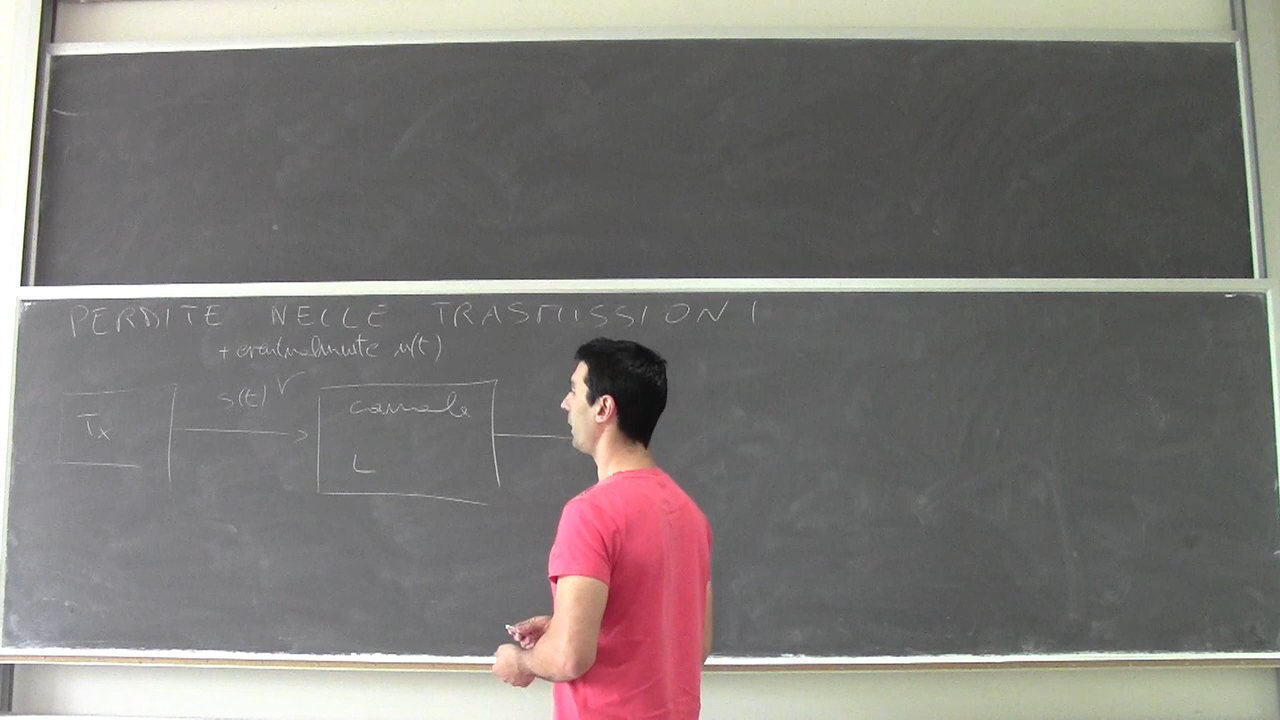 PERDITE NELLE TRASMISSIONI
+ eventualmente n(t)
s(t)
Tx
canale
L